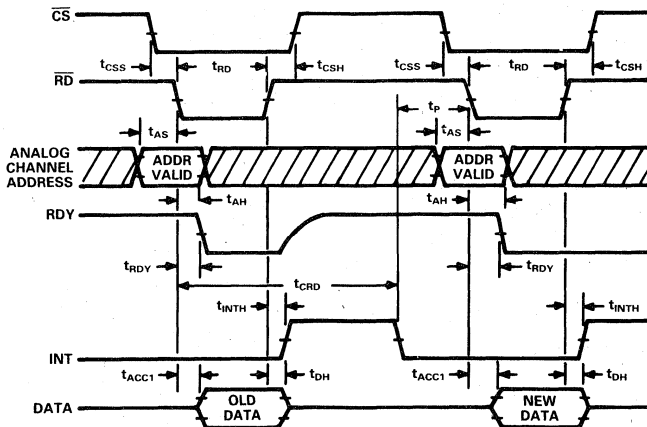 CS
tCSS tRD tCSH tCSS tRD tCSH
RD
tP
tAS tAS
ANALOG
CHANNEL
ADDRESS
ADDR
VALID
ADDR
VALID
tAH tAH
RDY
tRDY tRDY
tCRD
tINTH tINTH
INT
tACC1 tDH tACC1 tDH
DATA
OLD
DATA
NEW
DATA